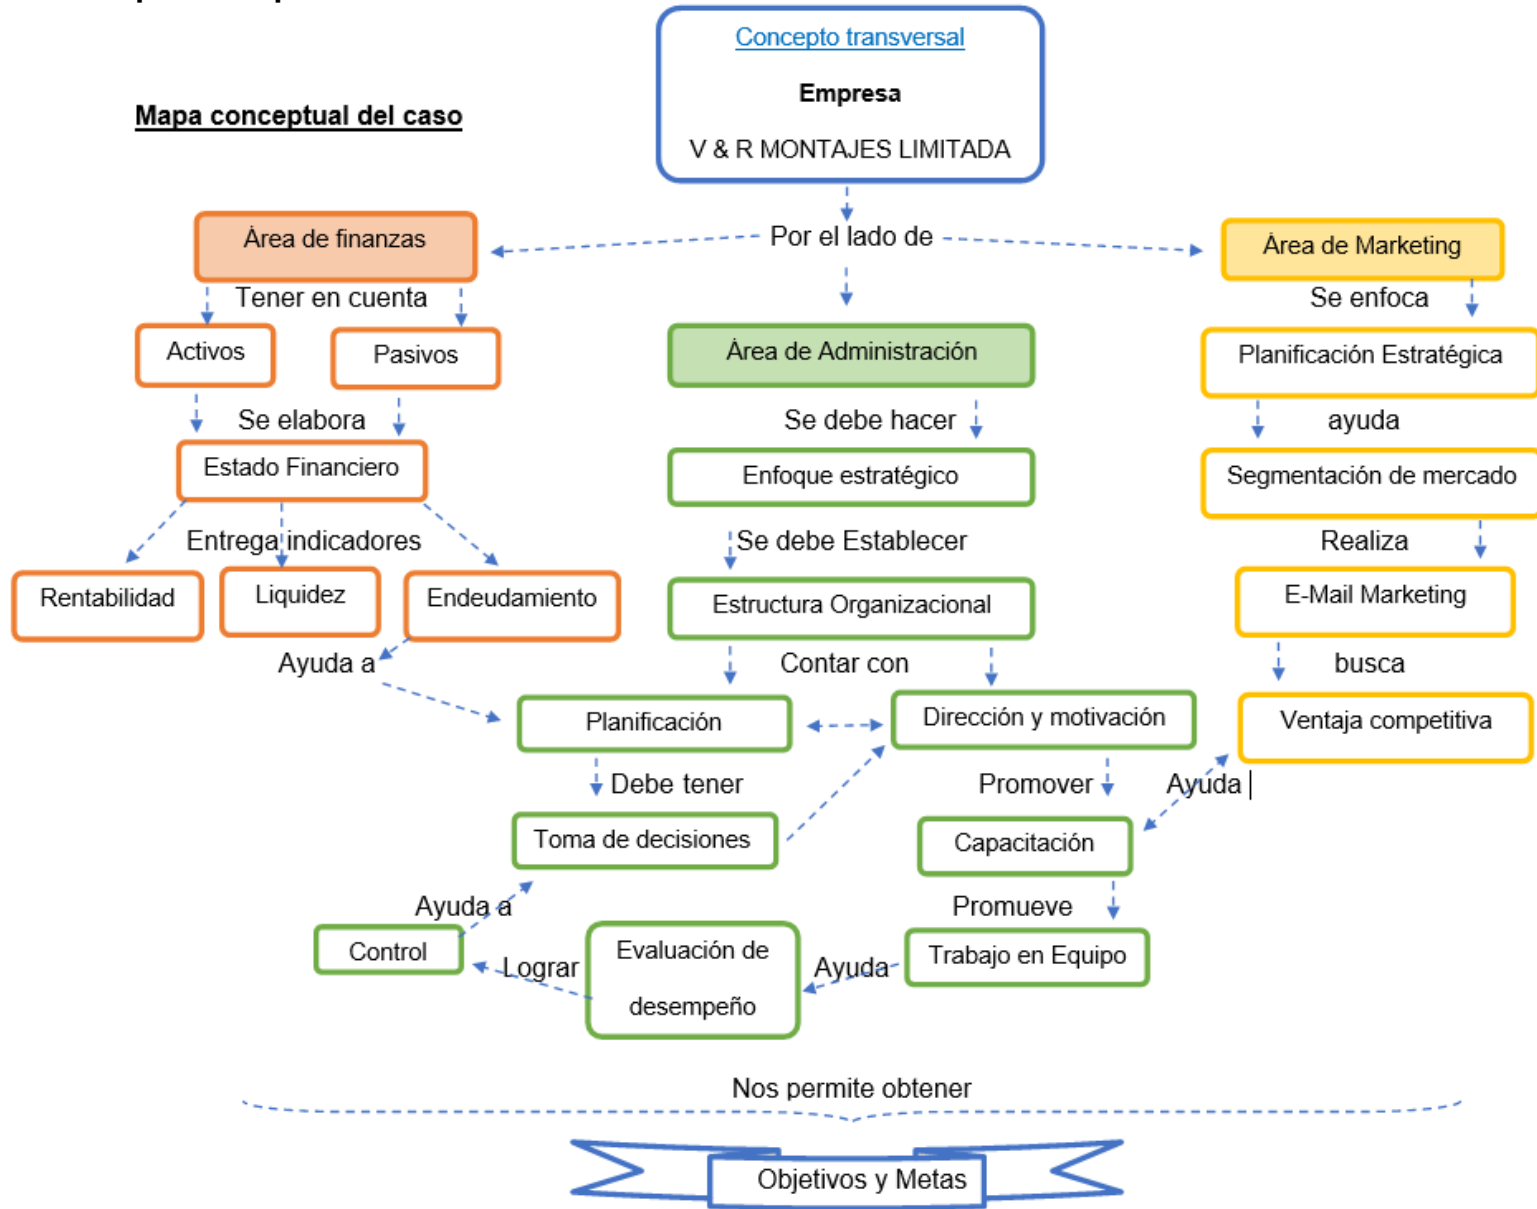 Concepto transversal
Empresa
V & R MONTAJES LIMITADA
Mapa conceptual del caso
Por el lado de
Área de finanzas
Área de Marketing
Tener en cuenta
Se enfoca
Activos
Pasivos
Área de Administración
Planificación Estratégica
Se elabora
Se debe hacer
ayuda
Estado Financiero
Enfoque estratégico
Segmentación de mercado
Entrega indicadores
Se debe Establecer
Realiza
Rentabilidad
Liquidez
Endeudamiento
Estructura Organizacional
E-Mail Marketing
Ayuda a
Contar con
busca
Planificación
Dirección y motivación
Ventaja competitiva
Debe tener
Promover
Ayuda
Toma de decisiones
Capacitación
Ayuda a
Promueve
Control
Lograr
Evaluación de
desempeño
Ayuda
Trabajo en Equipo
Nos permite obtener
Objetivos y Metas